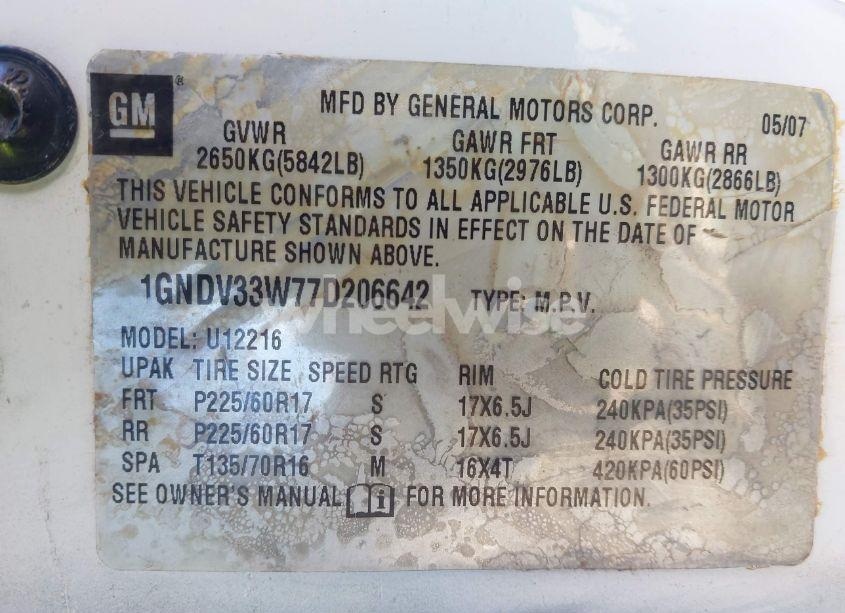 GM ®
MFD BY GENERAL MOTORS CORP. 05/07
GVWR GAWR FRT GAWR RR
2650KG(5842LB) 1350KG(2976LB) 1300KG(2866LB)
THIS VEHICLE CONFORMS TO ALL APPLICABLE U.S. FEDERAL MOTOR
VEHICLE SAFETY STANDARDS IN EFFECT ON THE DATE OF
MANUFACTURE SHOWN ABOVE.
1GNDV33W77D206642 TYPE: M.P.V.
wheelwise
MODEL: U12216
UPAK TIRE SIZE SPEED RTG RIM COLD TIRE PRESSURE
FRT P225/60R17 S 17X6.5J 240KPA(35PSI)
RR P225/60R17 S 17X6.5J 240KPA(35PSI)
SPA T135/70R16 M 16X4T 420KPA(60PSI)
SEE OWNER'S MANUAL i FOR MORE INFORMATION.